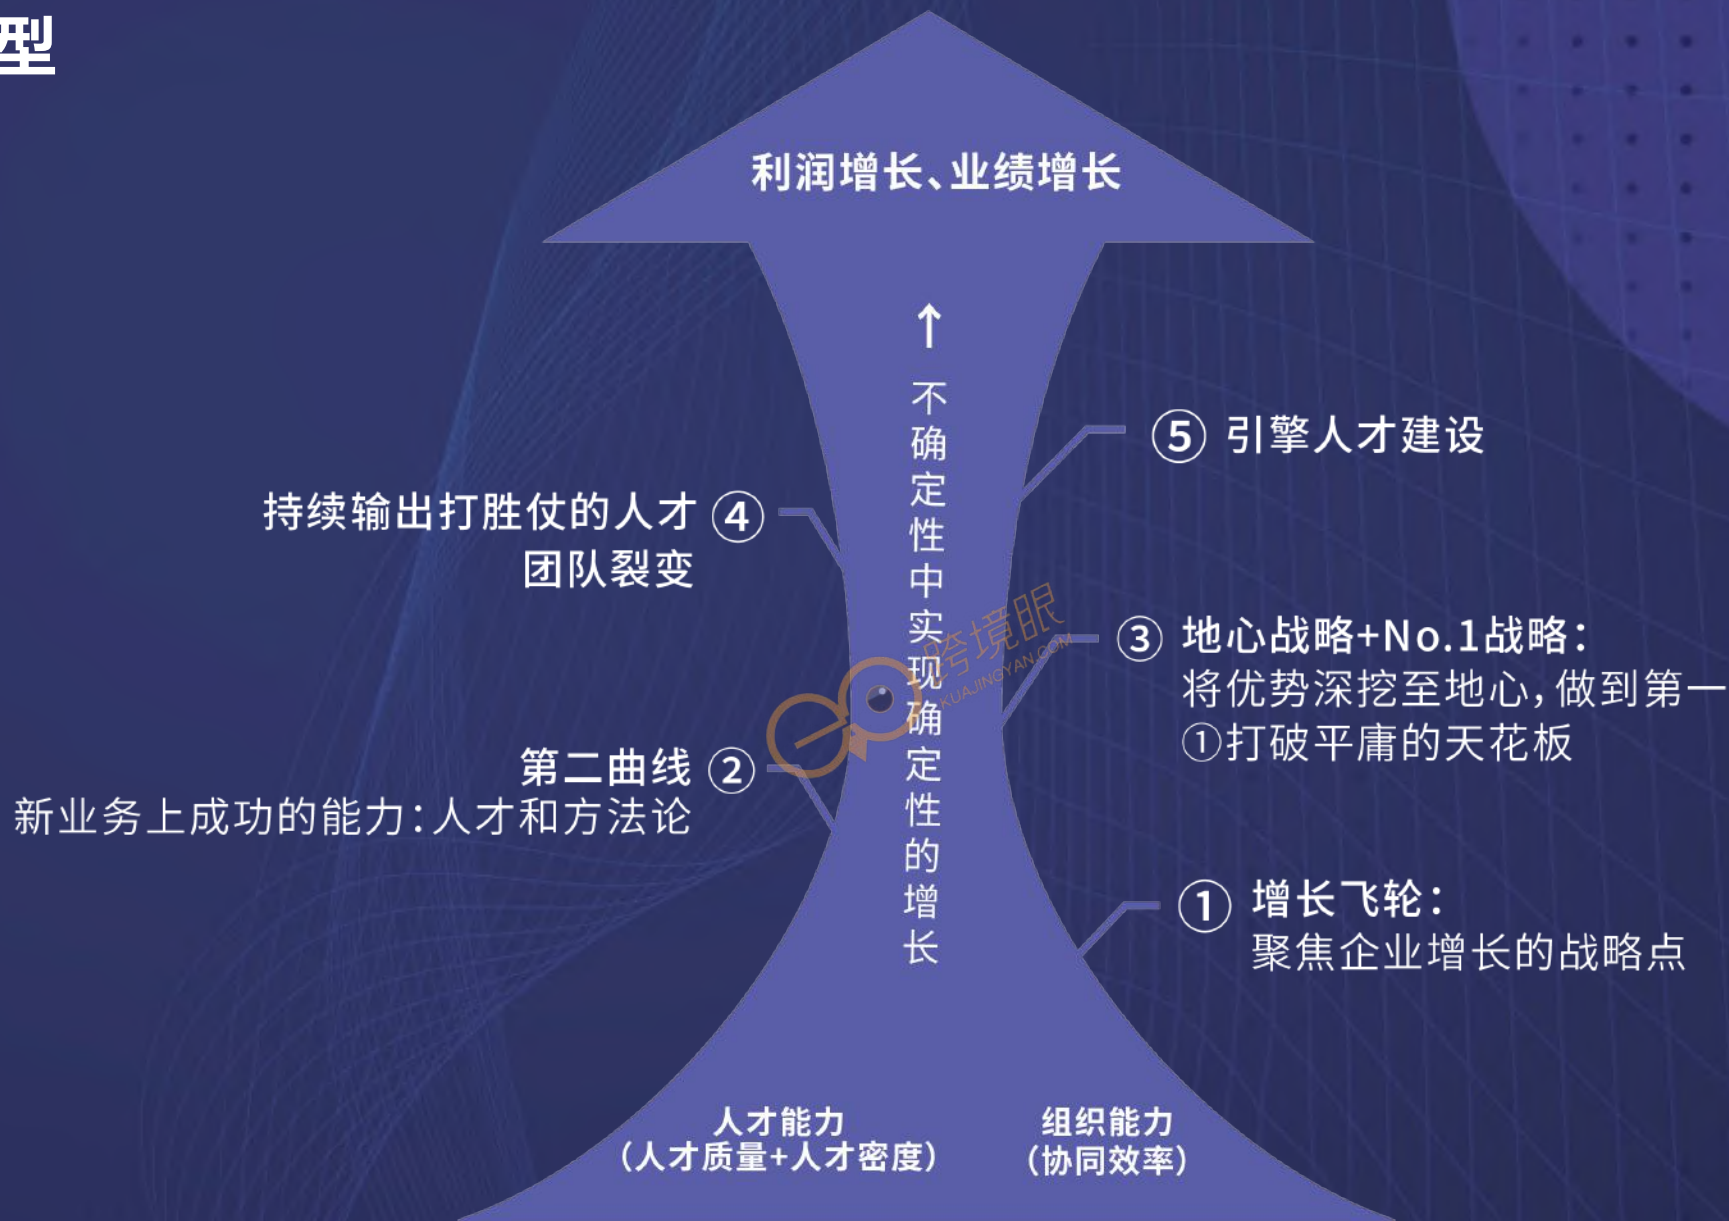 型
利润增长、业绩增长
↑
不确定性中实现确定性的增长
⑤ 引擎人才建设
持续输出打胜仗的人才 ④
团队裂变
③ 地心战略+No.1战略：
将优势深挖至地心，做到第一
①打破平庸的天花板
第二曲线 ②
新业务上成功的能力：人才和方法论
① 增长飞轮：
聚焦企业增长的战略点
人才能力
（人才质量+人才密度）
组织能力
（协同效率）
跨境眼
KUAJINGYAN.COM